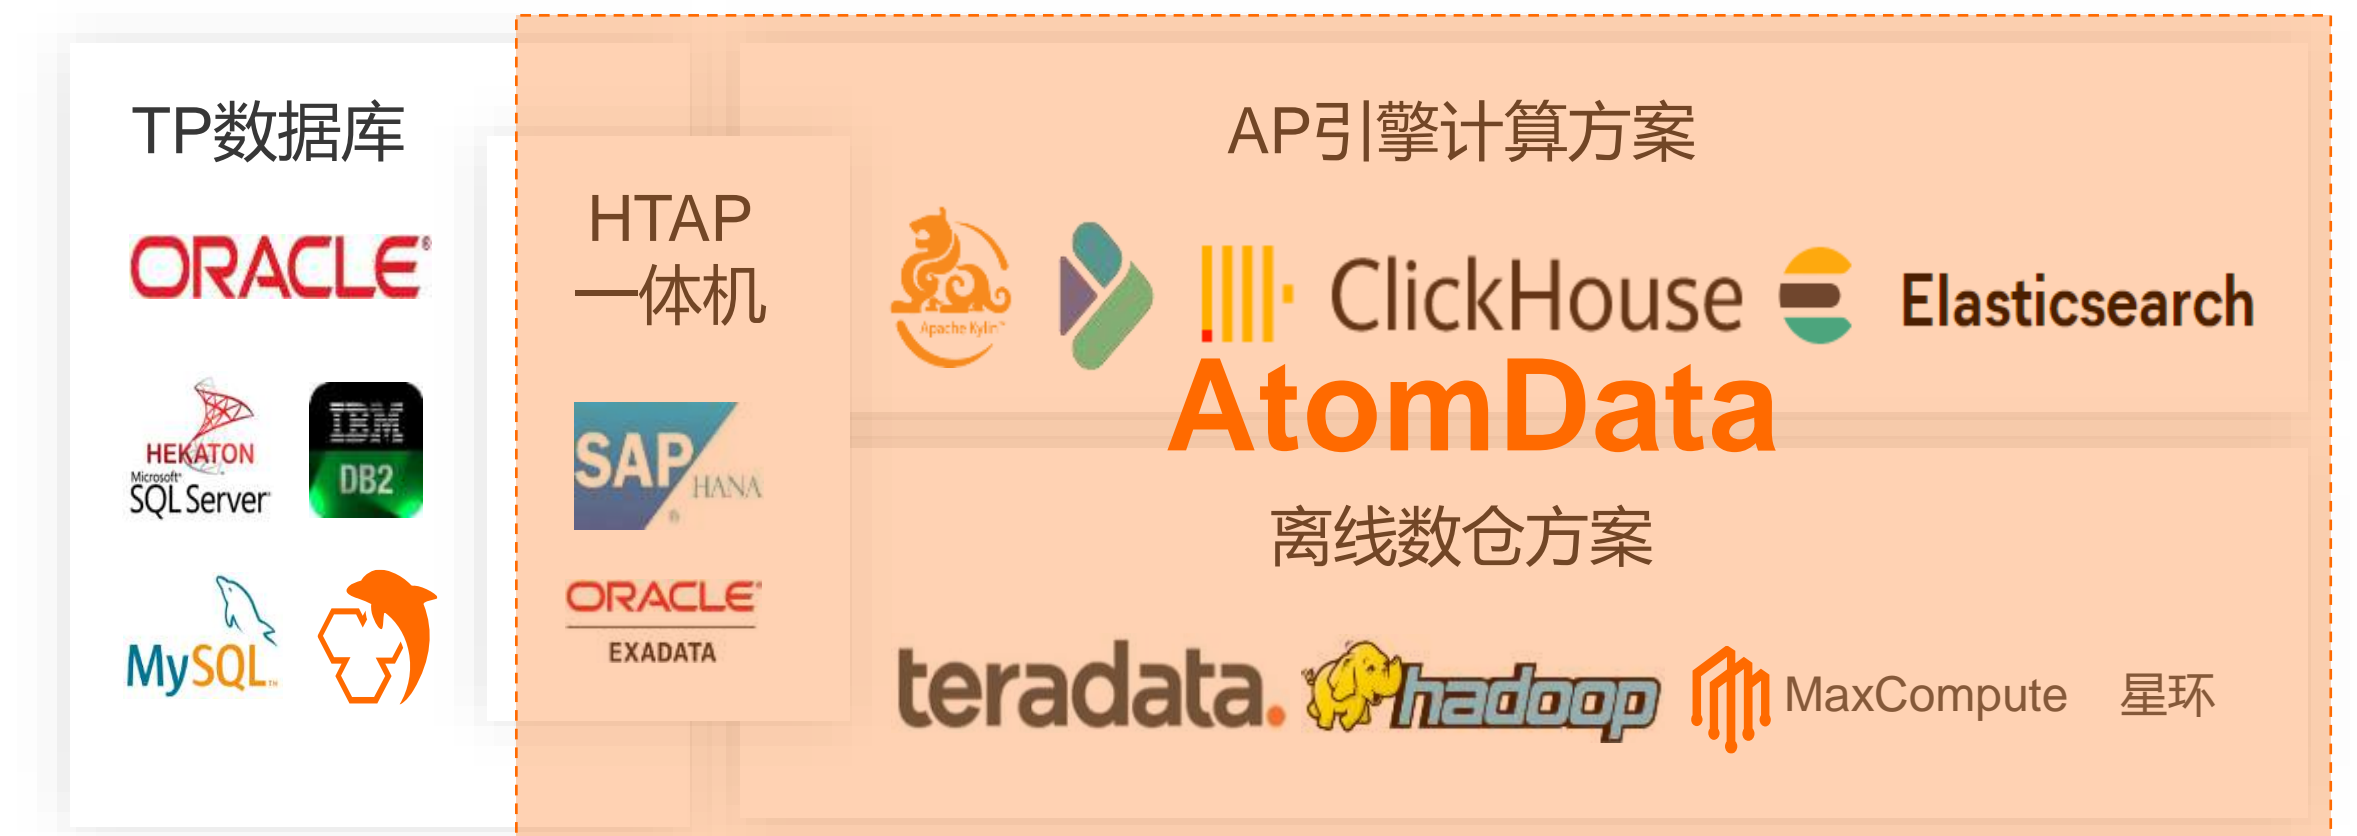 TP数据库
ORACLE®
HEKATON
Microsoft®
SQL Server®
IBM
DB2
MySQL™
HTAP
一体机
SAP HANA
®
ORACLE®
EXADATA
AP引擎计算方案
Apache Kylin™
ClickHouse
Elasticsearch
AtomData
离线数仓方案
teradata.
hadoop
MaxCompute
星环